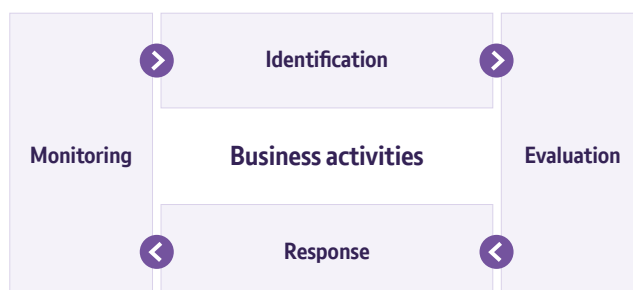 Identification
Monitoring
Business activities
Evaluation
Response